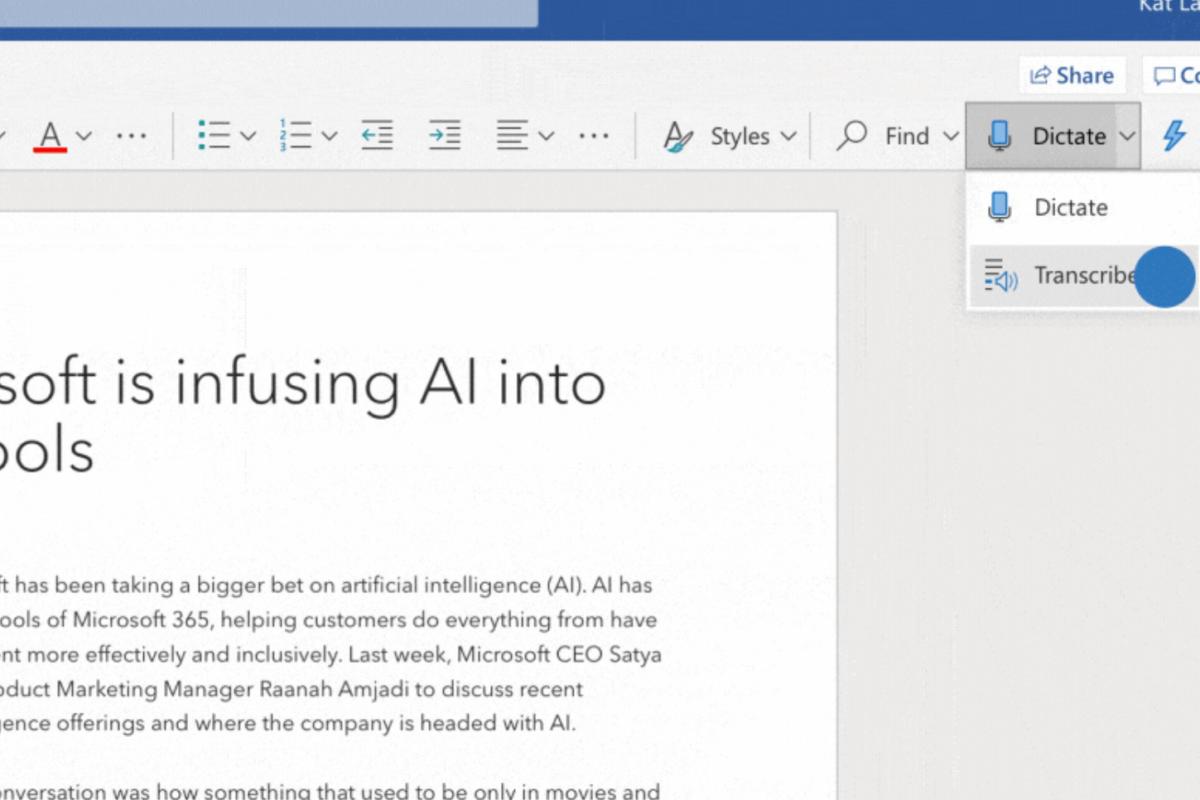 Kat La
Share
Co
A
Styles
Find
Dictate
Dictate
Transcribe
soft is infusing AI into
ools
ft has been taking a bigger bet on artificial intelligence (AI). AI has
ools of Microsoft 365, helping customers do everything from have
nt more effectively and inclusively. Last week, Microsoft CEO Satya
oduct Marketing Manager Raanah Amjadi to discuss recent
gence offerings and where the company is headed with AI.
onversation was how something that used to be only in movies and